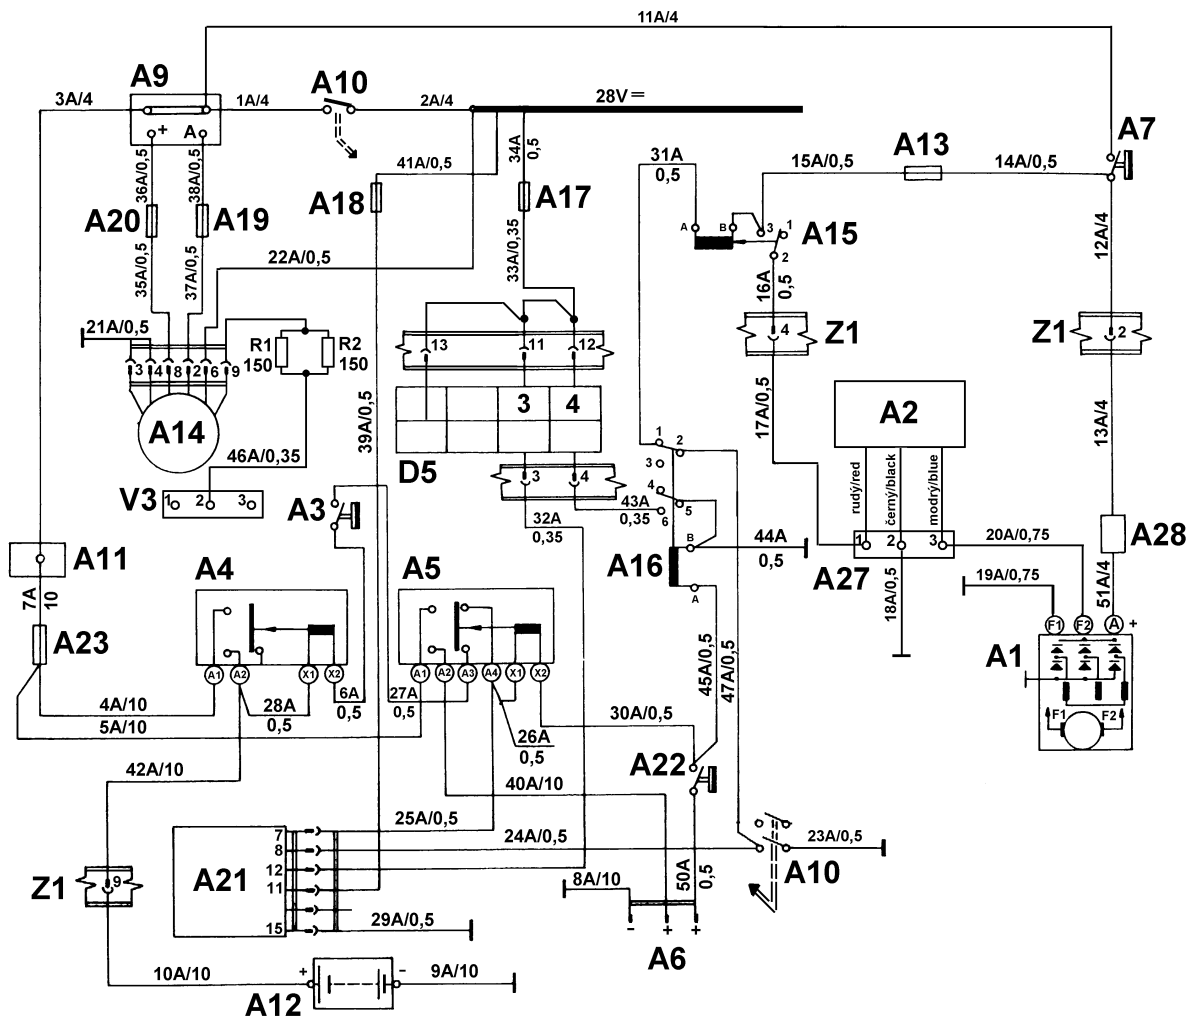 11A/4
A9
A10
3A/4
1A/4
2A/4
28V=
A7
+
A
36A/0,5
38A/0,5
41A/0,5
34A
0,5
31A
0,5
15A/0,5
A13
14A/0,5
A20
A19
A18
A17
A
B
3
1
2
A15
12A/4
35A/0,5
37A/0,5
22A/0,5
33A/0,35
16A
0,5
21A/0,5
R1
150
R2
150
13
11
12
4
Z1
Z1
2
3
4
8
2
6
9
A14
3
4
39A/0,5
17A/0,5
A2
13A/4
46A/0,35
D5
1
2
3
4
5
6
rudý/red
černý/black
modrý/blue
V3
1
2
3
A3
3
4
43A
0,35
32A
0,35
A11
A4
A5
A16
B
A
44A
0,5
1
2
3
A27
20A/0,75
A28
7A
10
18A/0,5
19A/0,75
51A/4
A23
F1
F2
A
+
A1
F1
F2
A1
A2
X1
X2
A1
A2
A3
A4
X1
X2
45A/0,5
47A/0,5
4A/10
5A/10
28A
0,5
6A
0,5
27A
0,5
26A
0,5
30A/0,5
42A/10
40A/10
A22
25A/0,5
24A/0,5
23A/0,5
A10
A21
7
8
12
11
15
50A
0,5
8A/10
Z1
9
29A/0,5
-
+
+
A6
10A/10
+
-
9A/10
A12